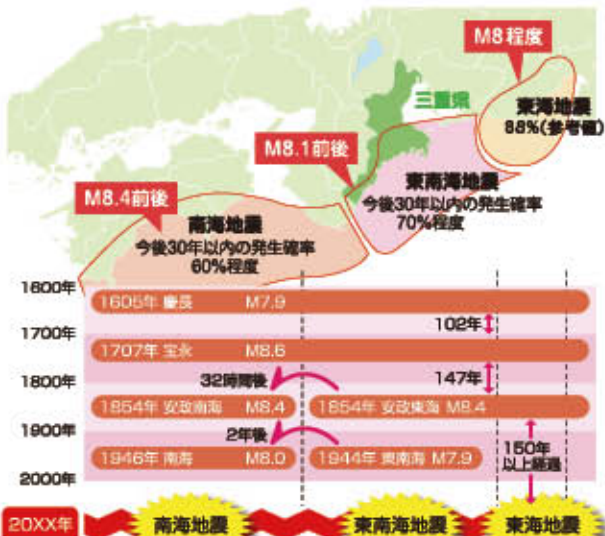 M8程度
三重県
東海地震
88%(参考値)
M8.1前後
東南海地震
今後30年以内の発生確率
70%程度
M8.4前後
南海地震
今後30年以内の発生確率
60%程度
1600年
1605年 慶長 M7.9
102年
1700年
1707年 宝永 M8.6
147年
1800年
32時間後
1854年 安政南海 M8.4
1854年 安政東海 M8.4
1900年
2年後
150年
以上経過
1946年 南海 M8.0
1944年 東南海 M7.9
2000年
20XX年
南海地震
東南海地震
東海地震